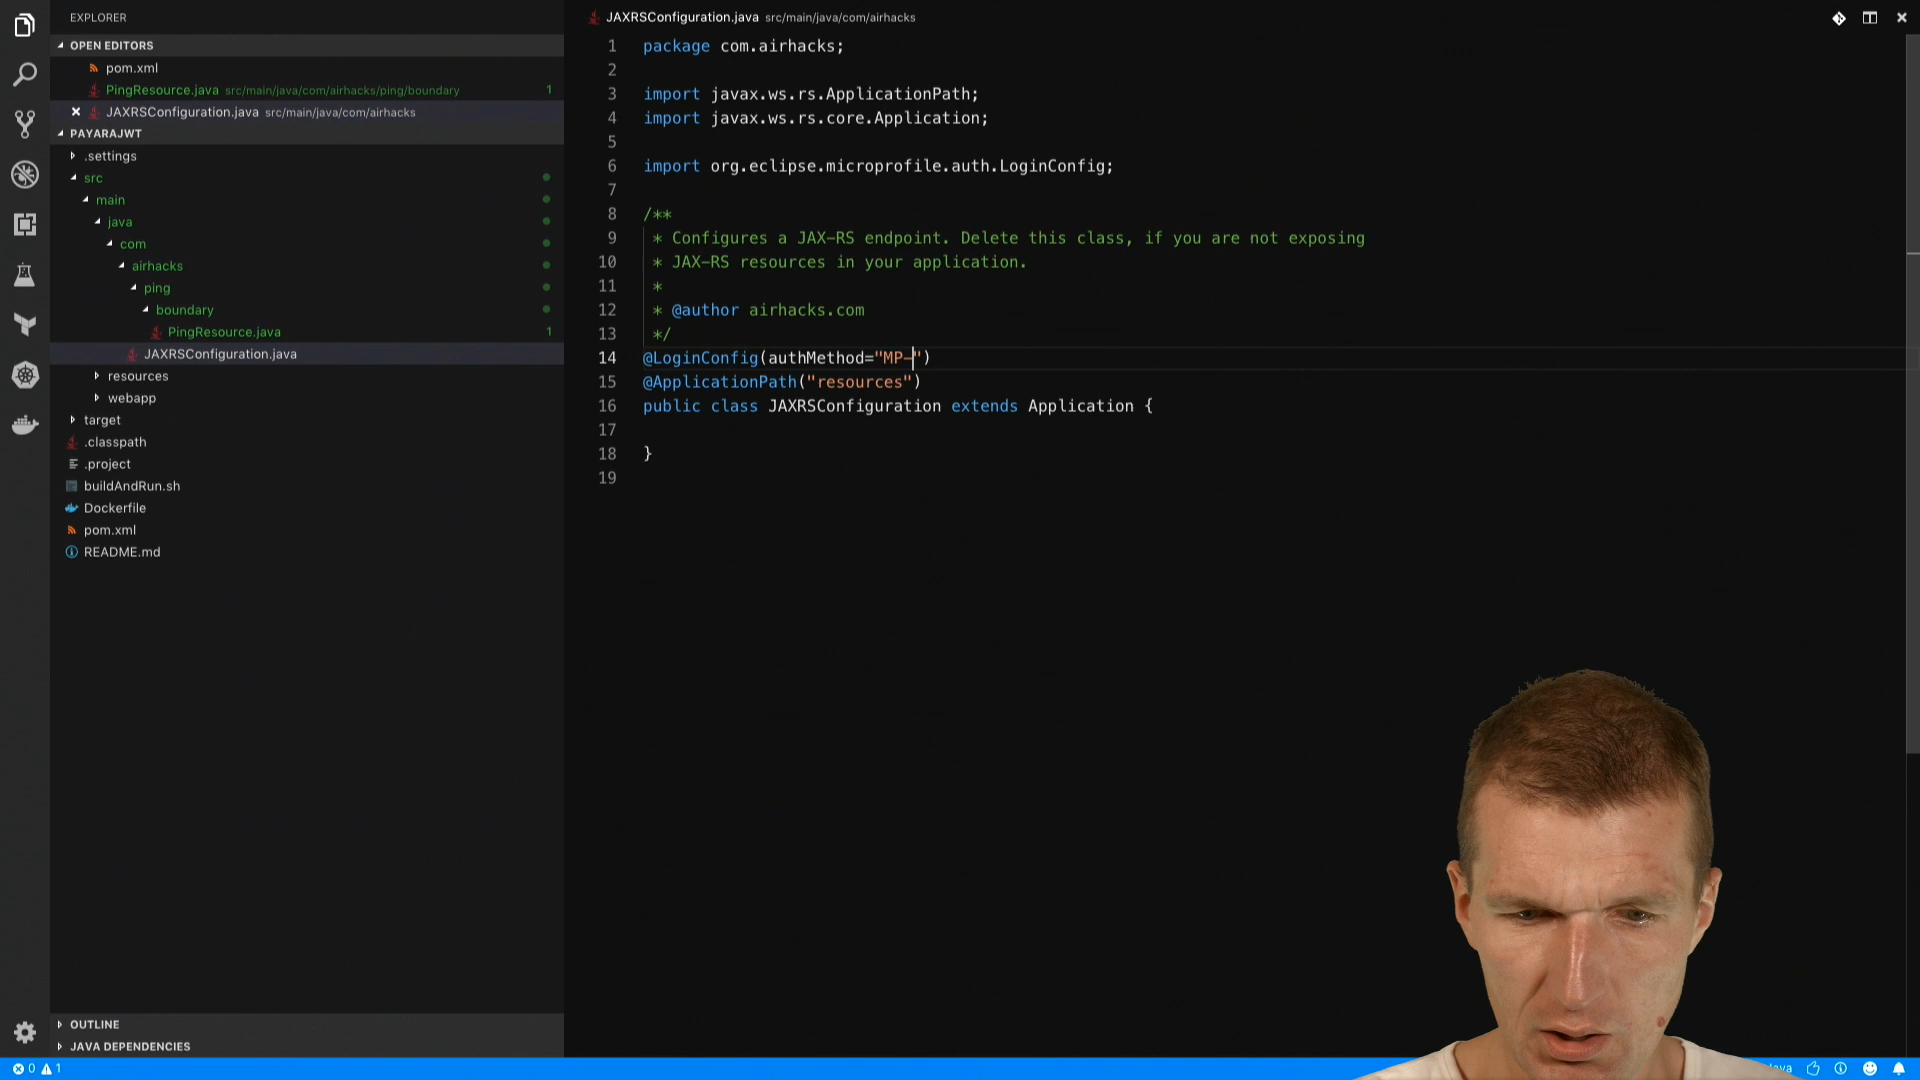 EXPLORER
OPEN EDITORS
pom.xml
PingResource.java src/main/java/com/airhacks/ping/boundary 1
JAXRSConfiguration.java src/main/java/com/airhacks
PAYARAJWT
.settings
src
main
java
com
airhacks
ping
boundary
PingResource.java 1
JAXRSConfiguration.java
resources
webapp
target
.classpath
.project
buildAndRun.sh
Dockerfile
pom.xml
README.md
OUTLINE
JAVA DEPENDENCIES
0 1
JAXRSConfiguration.java src/main/java/com/airhacks
1 package com.airhacks;
2
3 import javax.ws.rs.ApplicationPath;
4 import javax.ws.rs.core.Application;
5
6 import org.eclipse.microprofile.auth.LoginConfig;
7
8 /**
9 * Configures a JAX-RS endpoint. Delete this class, if you are not exposing
10 * JAX-RS resources in your application.
11 *
12 * @author airhacks.com
13 */
14 @LoginConfig(authMethod="MP-")
15 @ApplicationPath("resources")
16 public class JAXRSConfiguration extends Application {
17
18 }
19